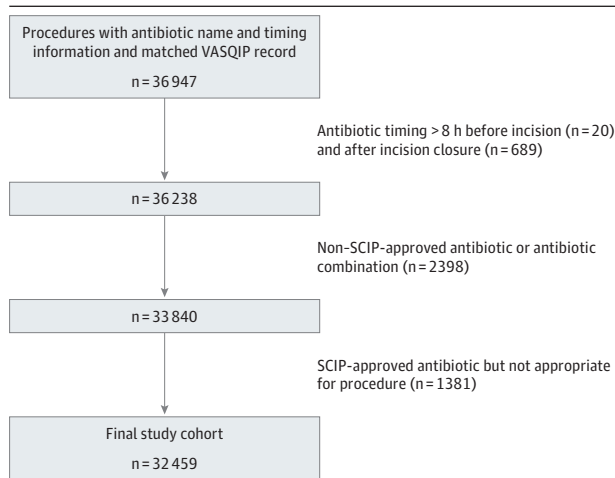 Procedures with antibiotic name and timing
information and matched VASQIP record
n = 36 947
Antibiotic timing > 8 h before incision (n = 20)
and after incision closure (n = 689)
n = 36 238
Non-SCIP-approved antibiotic or antibiotic
combination (n = 2398)
n = 33 840
SCIP-approved antibiotic but not appropriate
for procedure (n = 1381)
Final study cohort
n = 32 459